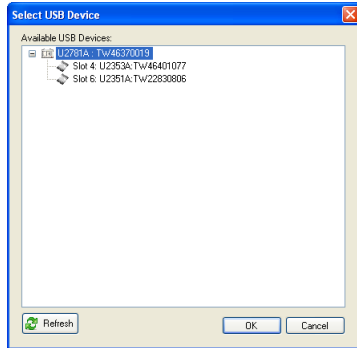 Select USB Device
Available USB Devices:
U2781A : TW46370019
Slot 4: U2353A:TW46401077
Slot 6: U2351A:TW22830806
Refresh
OK
Cancel